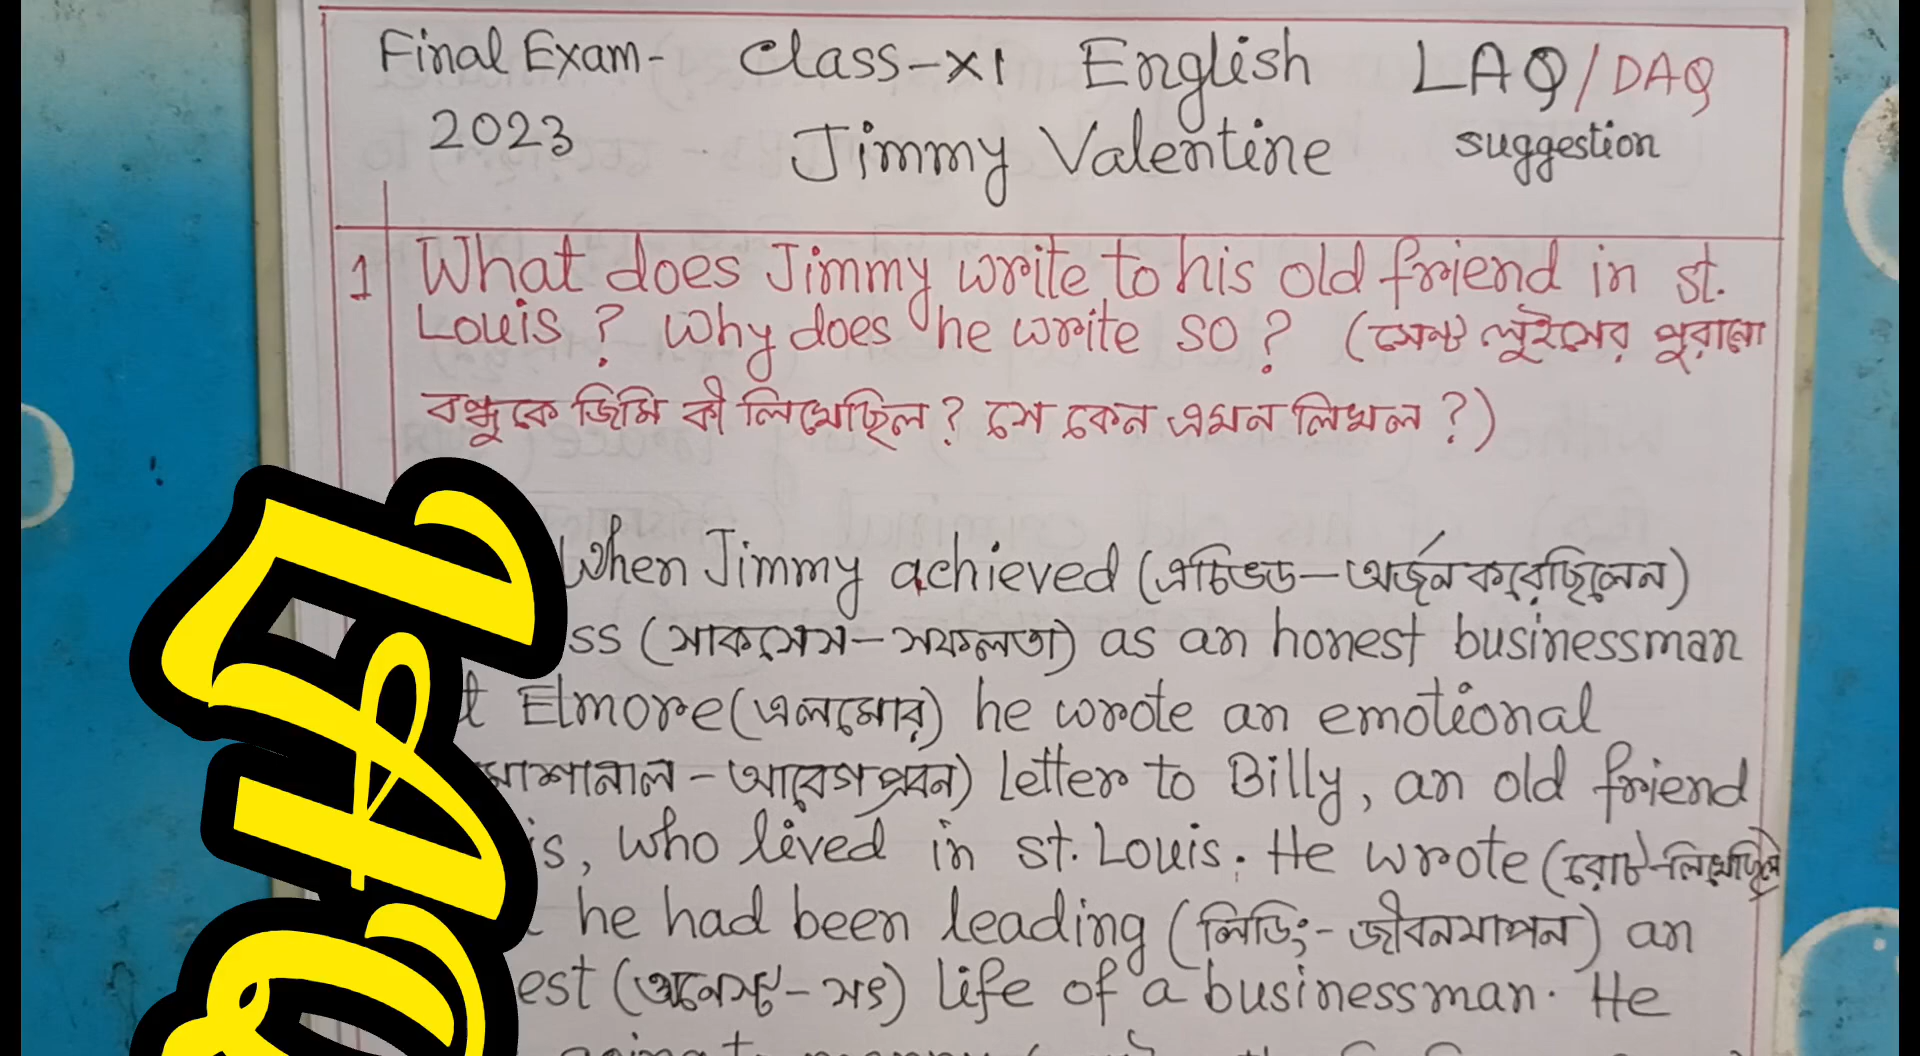 Final Exam- Class-XI English LAQ/DAQ
2023 Jimmy Valentine suggestion
1 What does Jimmy write to his old friend in st.
Louis? Why does he write so? (সেন্ট লুইসের পুরানো
বন্ধুকে জিমি কী লিখেছিল? সে কেন এমন লিখল?)
When Jimmy achieved (এচিভড-অর্জন করেছিলেন)
ss (সাকসেস-সফলতা) as an honest businessman
t Elmore (এলমোর) he wrote an emotional
মোশানাল-আবেগপ্রবন) letter to Billy, an old friend
is, who lived in st. Louis. He wrote (রোট-লিখেছিল
he had been leading (লিডিং-জীবনযাপন) an
est (অনেস্ট-সৎ) life of a businessman. He